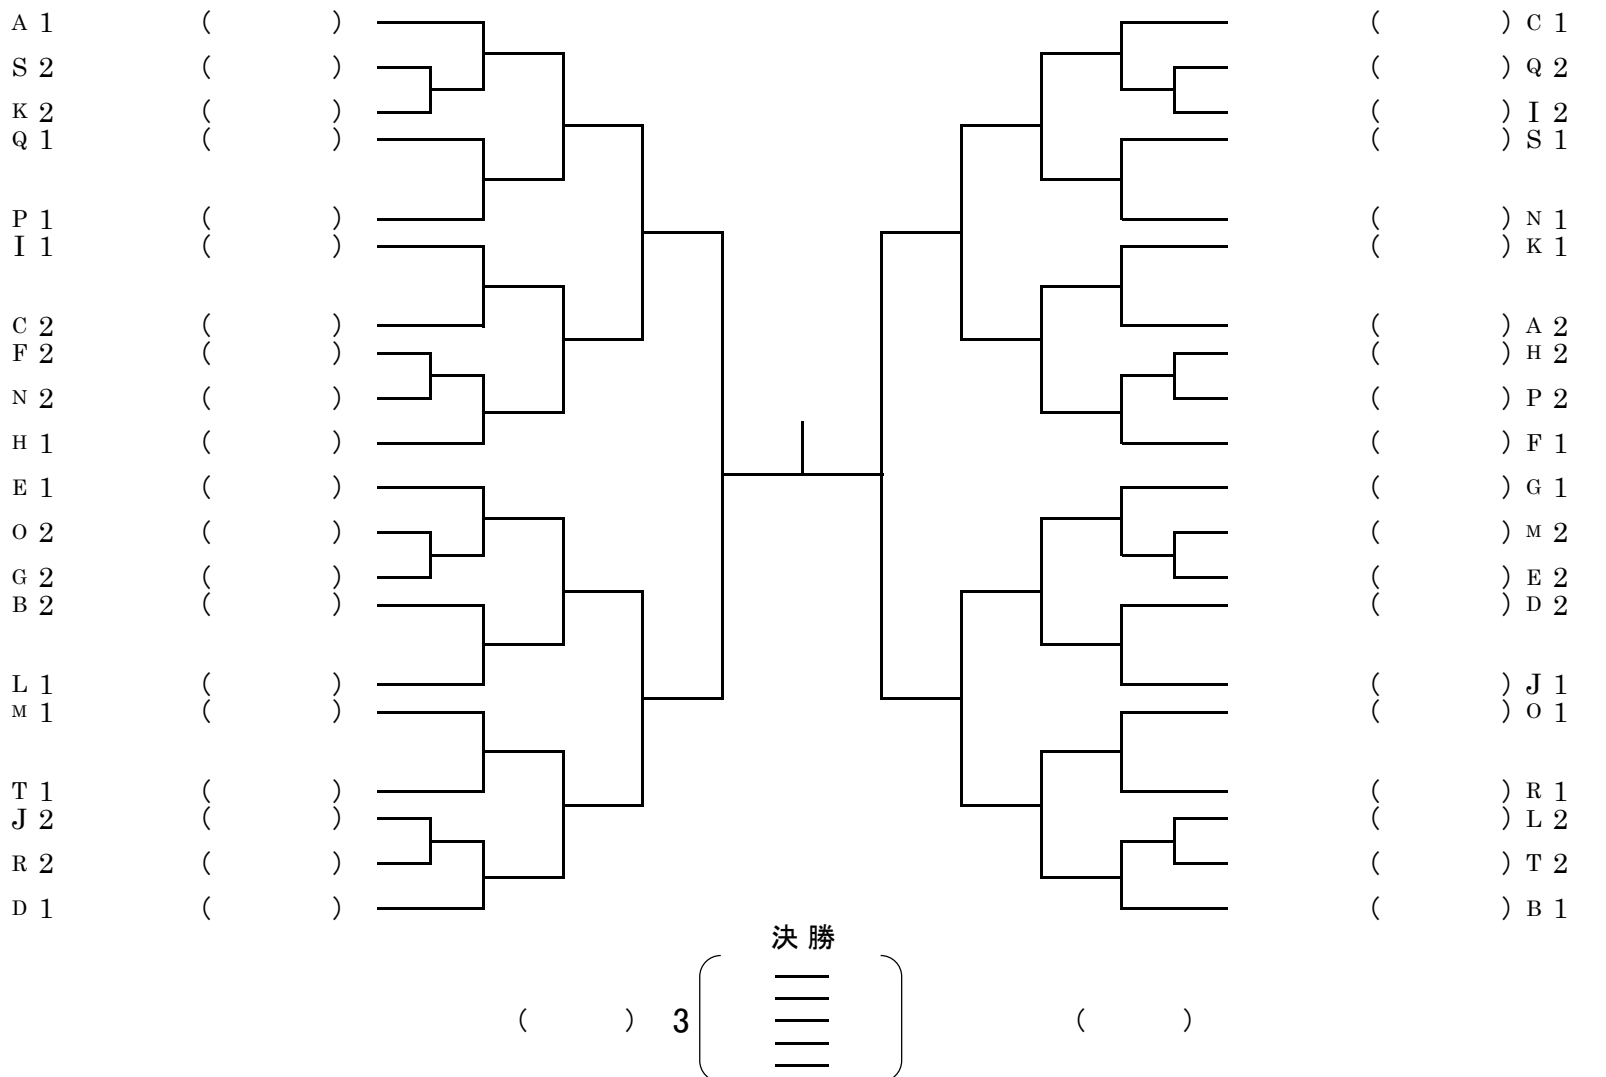 A 1 ( ) ( ) C 1
S 2 ( ) ( ) Q 2
K 2 ( ) ( ) I 2
Q 1 ( ) ( ) S 1
P 1 ( ) ( ) N 1
I 1 ( ) ( ) K 1
C 2 ( ) ( ) A 2
F 2 ( ) ( ) H 2
N 2 ( ) ( ) P 2
H 1 ( ) ( ) F 1
E 1 ( ) ( ) G 1
O 2 ( ) ( ) M 2
G 2 ( ) ( ) E 2
B 2 ( ) ( ) D 2
L 1 ( ) ( ) J 1
M 1 ( ) ( ) O 1
T 1 ( ) ( ) R 1
J 2 ( ) ( ) L 2
R 2 ( ) ( ) T 2
D 1 ( ) ( ) B 1
決 勝
( ) 3 ( )